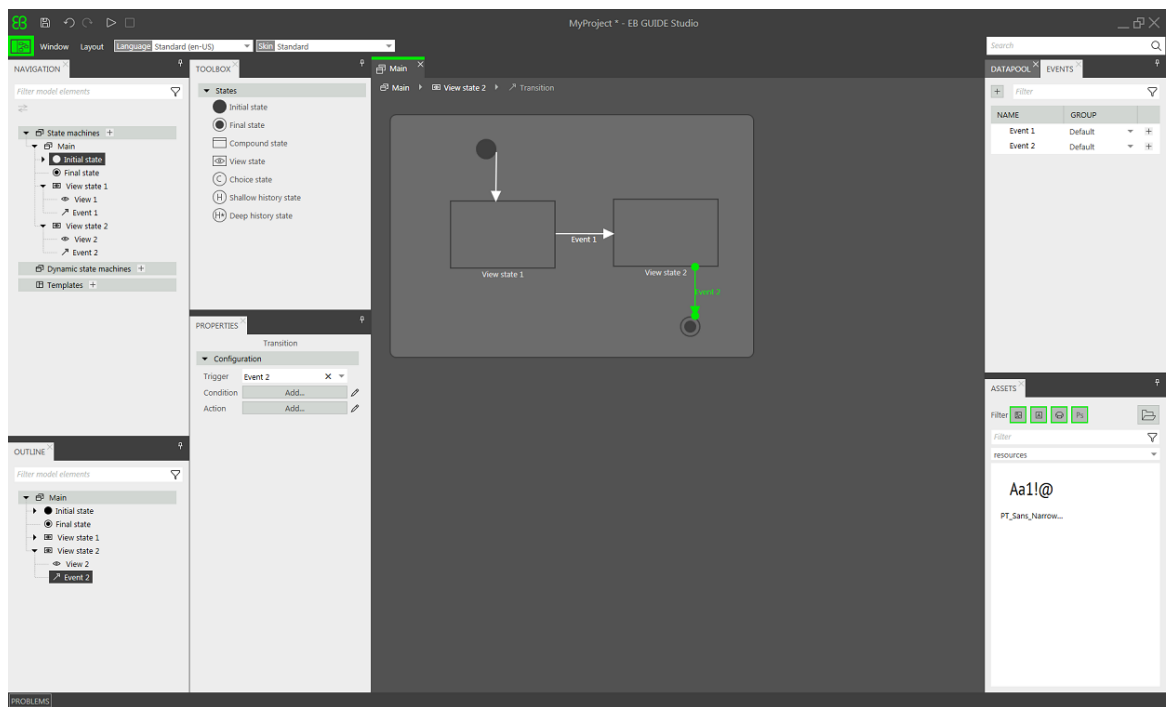 EB
MyProject * - EB GUIDE Studio
Window Layout Language Standard (en-US) Skin Standard
Search
NAVIGATION
Filter model elements
State machines
Main
Initial state
Final state
View state 1
View 1
Event 1
View state 2
View 2
Event 2
Dynamic state machines
Templates
OUTLINE
Filter model elements
Main
Initial state
Final state
View state 1
View state 2
View 2
Event 2
PROBLEMS
TOOLBOX
States
Initial state
Final state
Compound state
View state
C Choice state
H Shallow history state
H* Deep history state
PROPERTIES
Transition
Configuration
Trigger Event 2
Condition Add...
Action Add...
Main
Main View state 2 Transition
Event 1
View state 1
View state 2
Event 2
DATAPOOL EVENTS
Filter
NAME GROUP
Event 1 Default
Event 2 Default
ASSETS
Filter Ps
Filter
resources
Aa1!@
PT_Sans_Narrow...